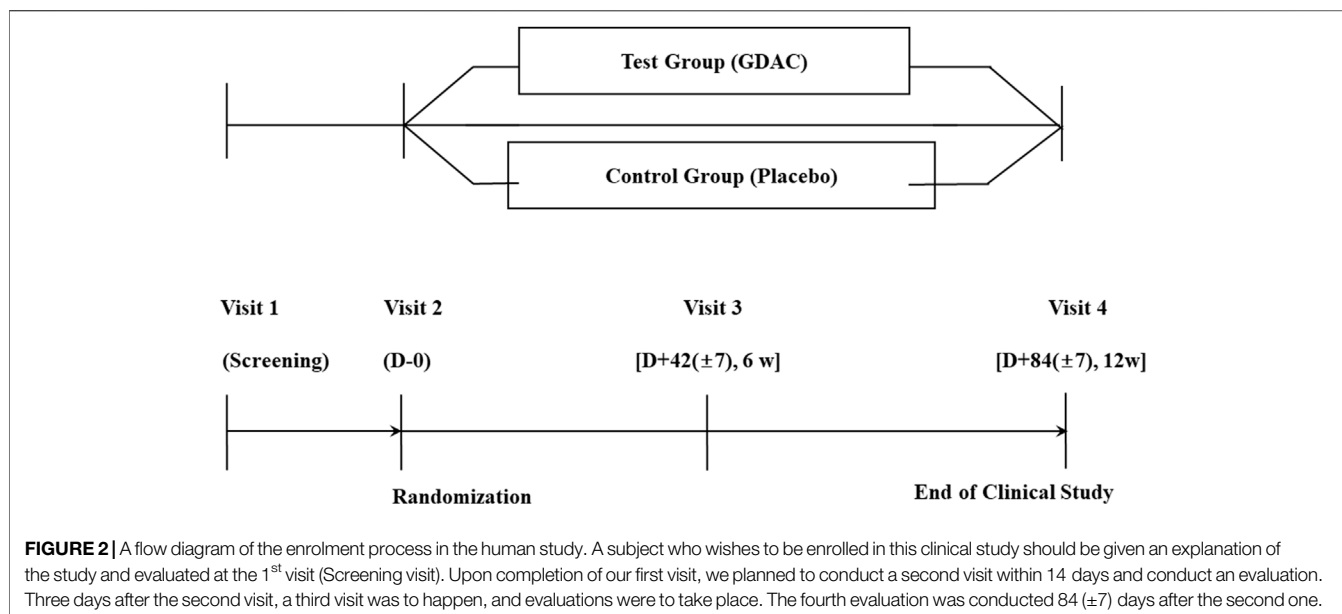 Test Group (GDAC)
Control Group (Placebo)
Visit 1 Visit 2 Visit 3 Visit 4
(Screening) (D-0) [D+42(±7), 6 w] [D+84(±7), 12w]
Randomization End of Clinical Study
FIGURE 2 | A flow diagram of the enrolment process in the human study. A subject who wishes to be enrolled in this clinical study should be given an explanation of
the study and evaluated at the 1st visit (Screening visit). Upon completion of our first visit, we planned to conduct a second visit within 14 days and conduct an evaluation.
Three days after the second visit, a third visit was to happen, and evaluations were to take place. The fourth evaluation was conducted 84 (±7) days after the second one.